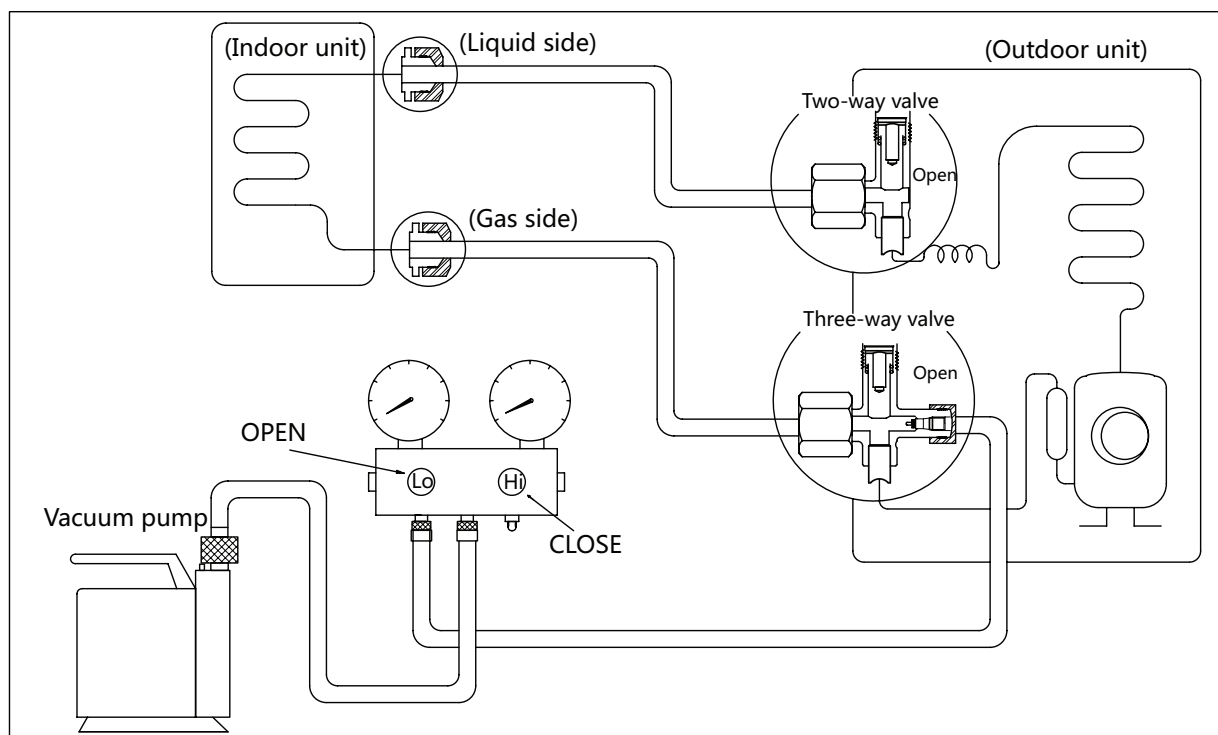 (Indoor unit)
(Liquid side)
(Outdoor unit)
Two-way valve
Open
(Gas side)
Three-way valve
Open
OPEN
Lo
Hi
CLOSE
Vacuum pump